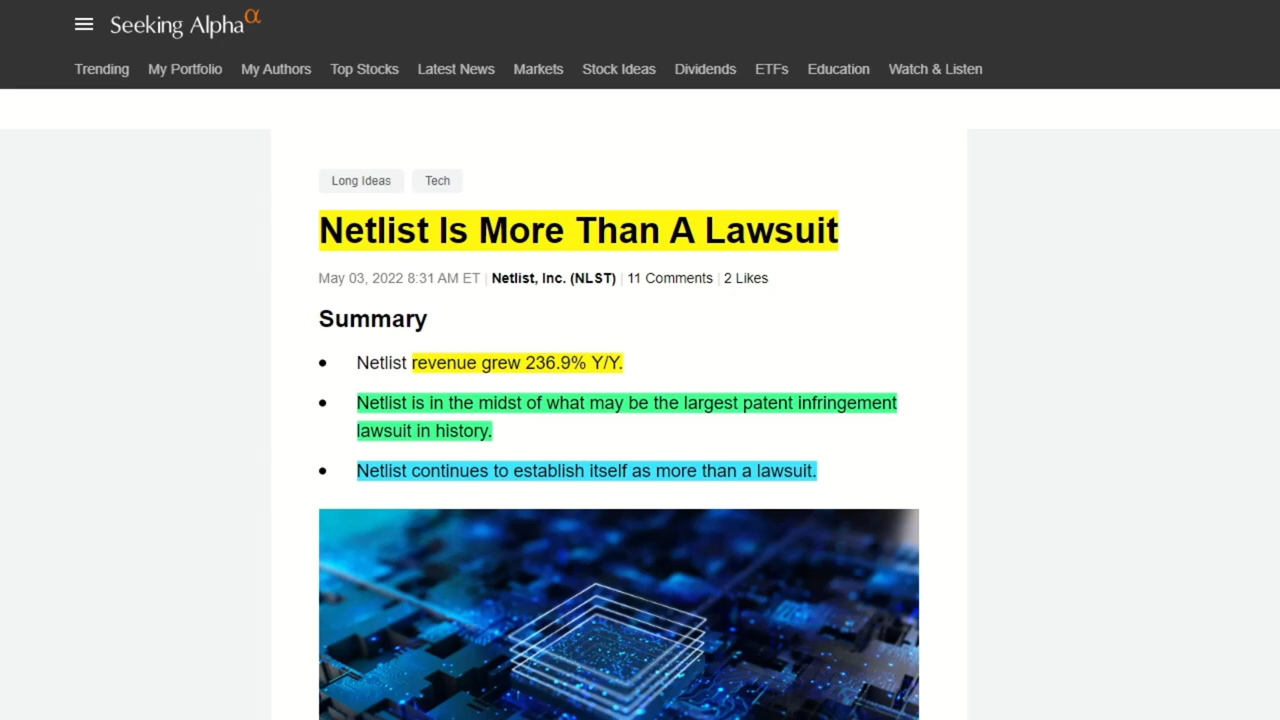 Seeking Alpha α
Trending My Portfolio My Authors Top Stocks Latest News Markets Stock Ideas Dividends ETFs Education Watch & Listen
Long Ideas Tech
Netlist Is More Than A Lawsuit
May 03, 2022 8:31 AM ET | Netlist, Inc. (NLST) | 11 Comments | 2 Likes
Summary
• Netlist revenue grew 236.9% Y/Y.
• Netlist is in the midst of what may be the largest patent infringement
lawsuit in history.
• Netlist continues to establish itself as more than a lawsuit.